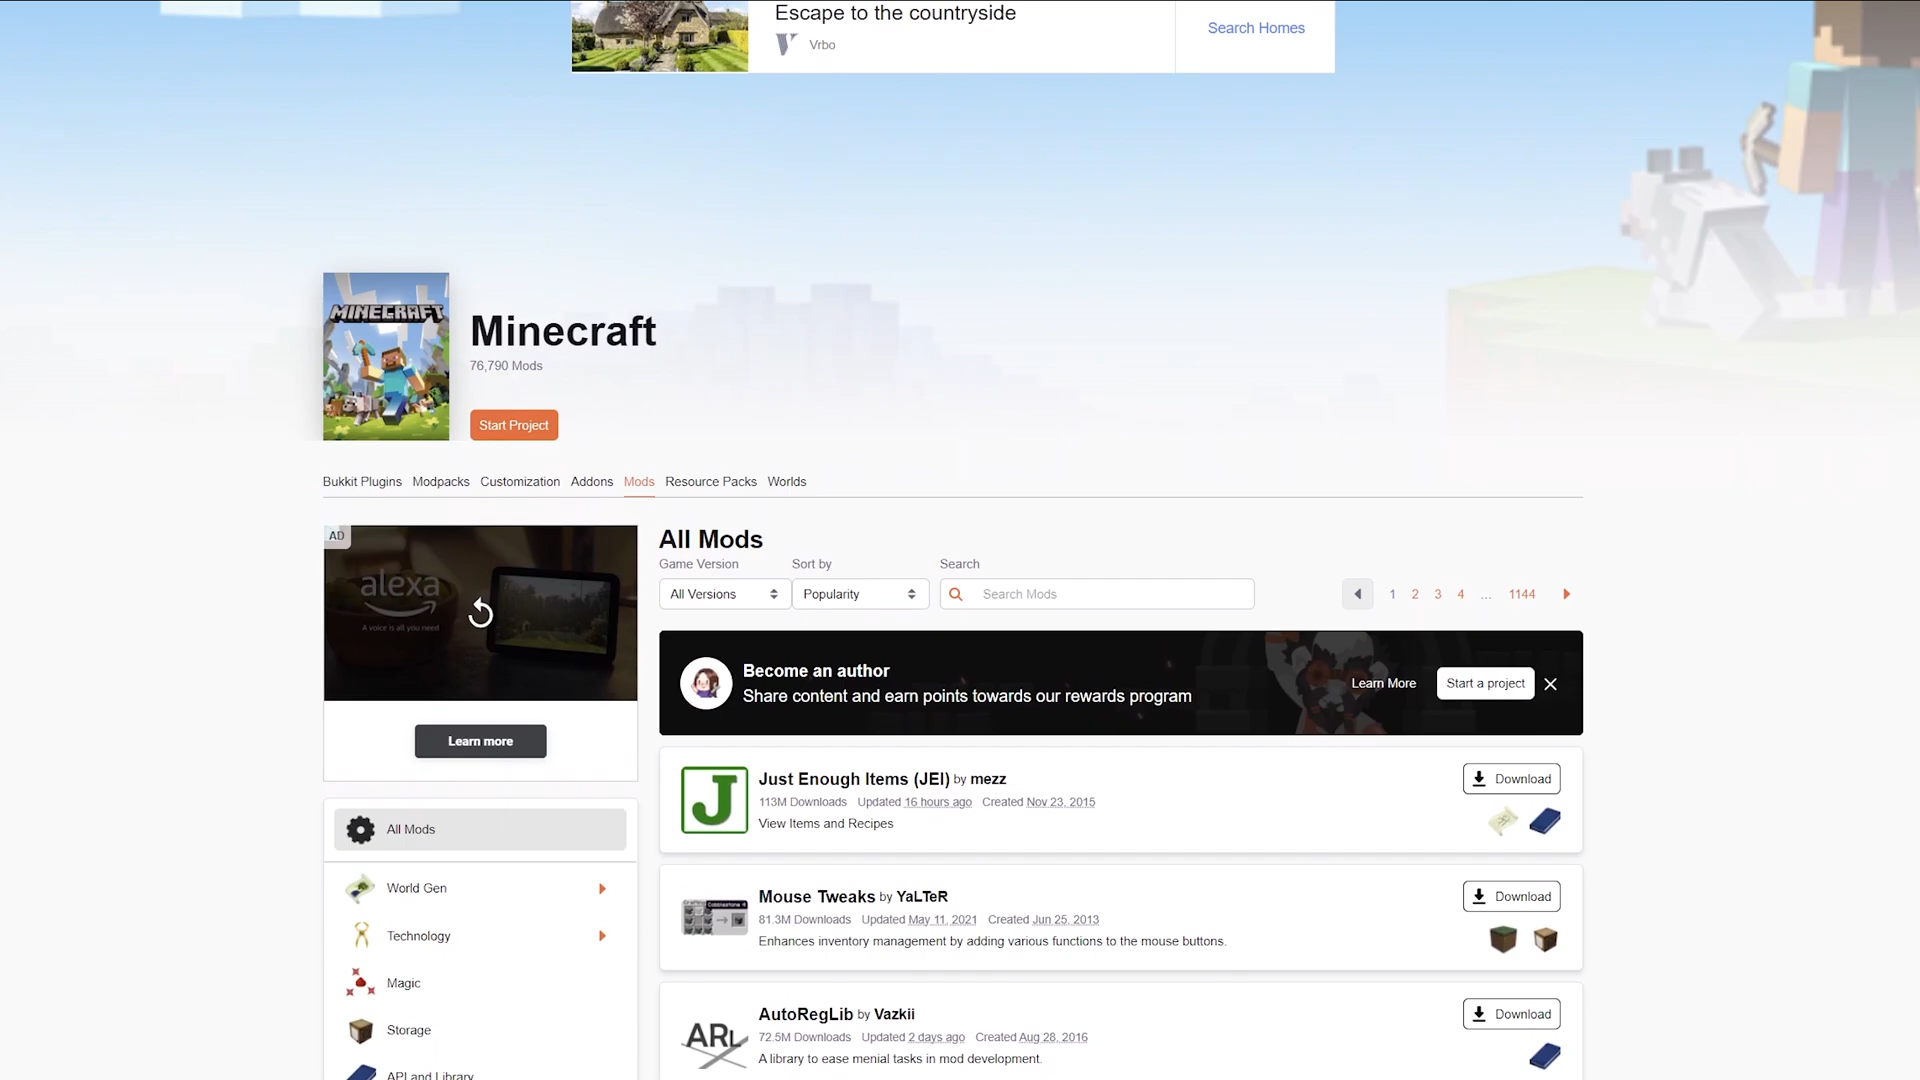 Escape to the countryside
Vrbo
Search Homes
MINECRAFT
Minecraft
76,790 Mods
Start Project
Bukkit Plugins Modpacks Customization Addons Mods Resource Packs Worlds
AD
alexa
A voice is all you need
Learn more
All Mods
World Gen
Technology
Magic
Storage
API and Library
All Mods
Game Version Sort by Search
All Versions Popularity Search Mods 1 2 3 4 ... 1144
Become an author
Share content and earn points towards our rewards program
Learn More Start a project
J
Just Enough Items (JEI) by mezz
113M Downloads Updated 16 hours ago Created Nov 23, 2015
View Items and Recipes
Download
Mouse Tweaks by YaLTeR
81.3M Downloads Updated May 11, 2021 Created Jun 25, 2013
Enhances inventory management by adding various functions to the mouse buttons.
Download
ARL
AutoRegLib by Vazkii
72.5M Downloads Updated 2 days ago Created Aug 28, 2016
A library to ease menial tasks in mod development.
Download